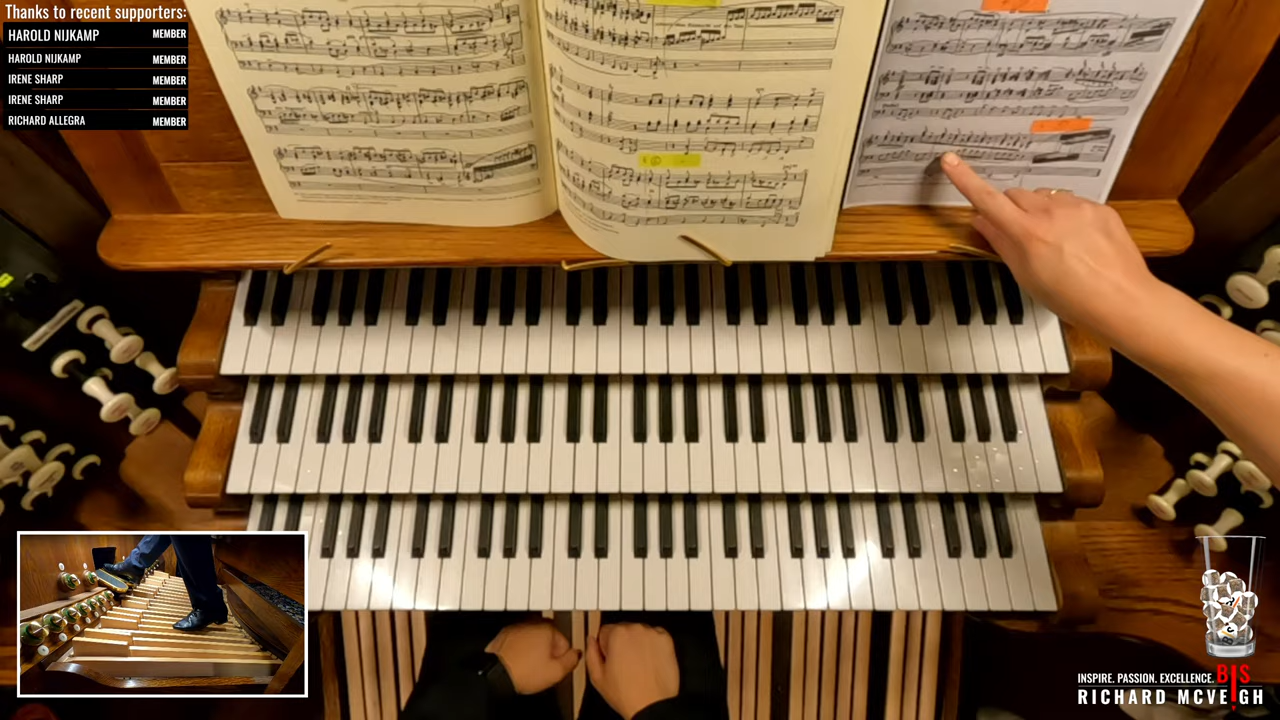 Thanks to recent supporters:
HAROLD NIJKAMP MEMBER
HAROLD NIJKAMP MEMBER
IRENE SHARP MEMBER
IRENE SHARP MEMBER
RICHARD ALLEGRA MEMBER
INSPIRE. PASSION. EXCELLENCE. BIS
RICHARD MCVEIGH